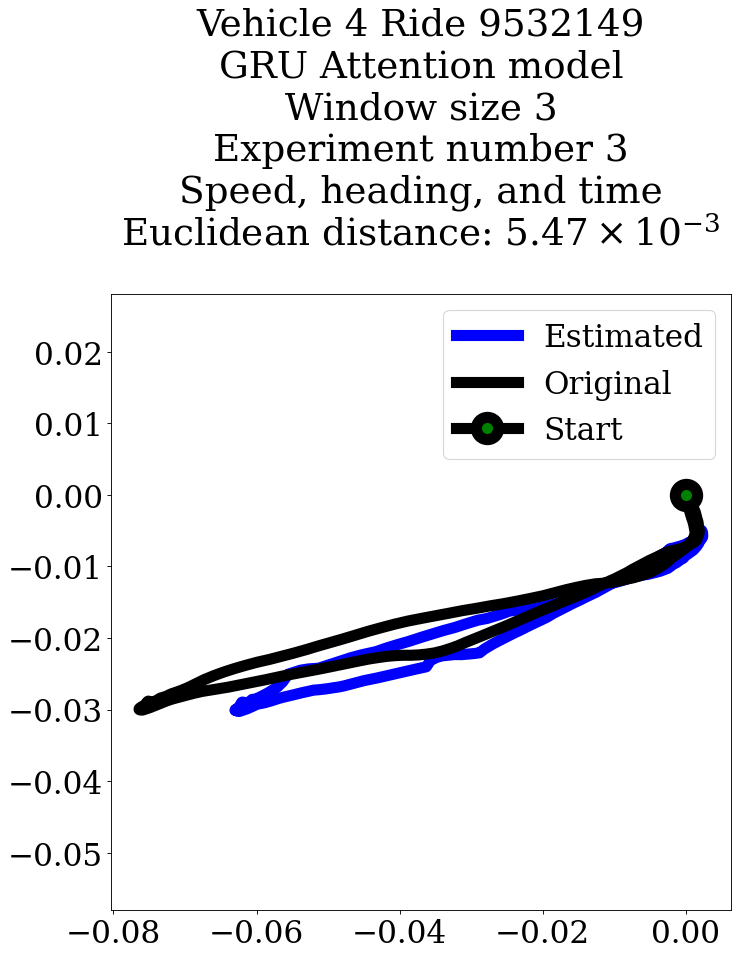 Vehicle 4 Ride 9532149
GRU Attention model
Window size 3
Experiment number 3
Speed, heading, and time
Euclidean distance: 5.47 × 10⁻³
Estimated
Original
Start
0.02
0.01
0.00
−0.01
−0.02
−0.03
−0.04
−0.05
−0.08 −0.06 −0.04 −0.02 0.00